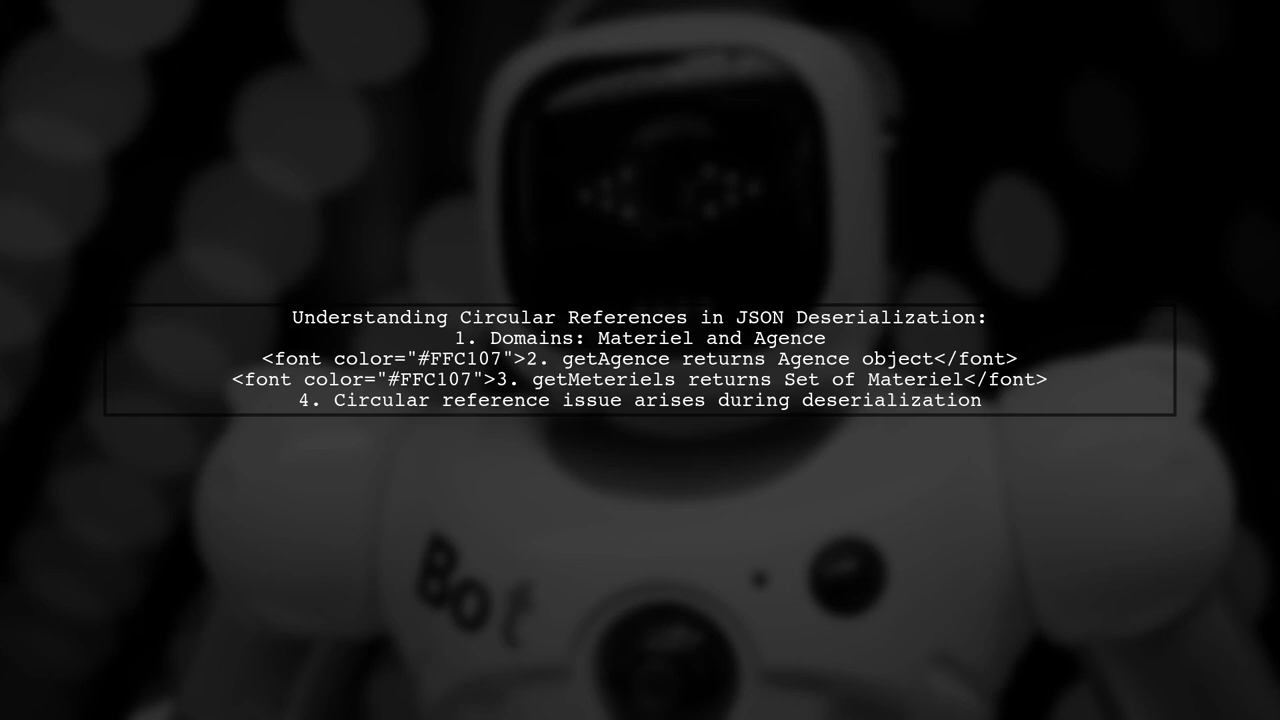 Understanding Circular References in JSON Deserialization:
1. Domains: Materiel and Agence
<font color="#FFC107">2. getAgence returns Agence object</font>
<font color="#FFC107">3. getMeteriels returns Set of Materiel</font>
4. Circular reference issue arises during deserialization
Bot